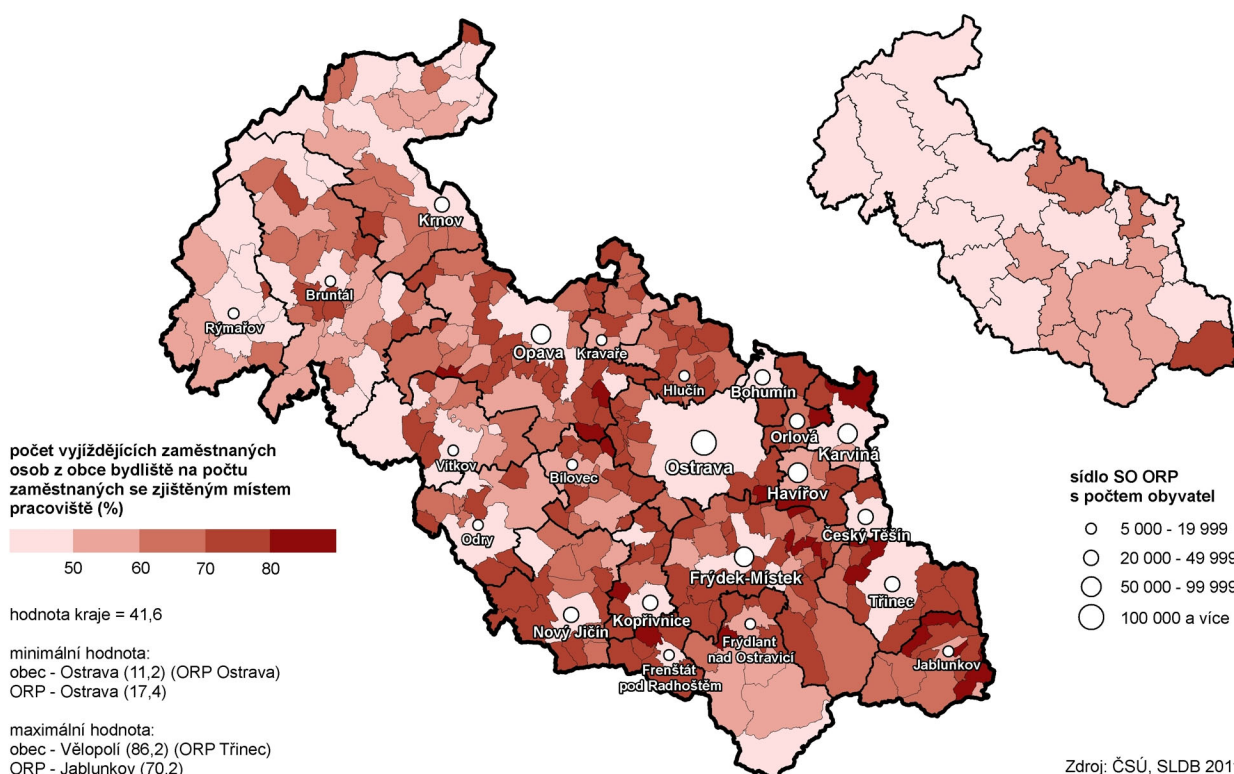 Krnov
Bruntál
Rýmařov
Opava
Kravaře
Hlučín
Bohumín
Orlová
Karviná
Ostrava
Vítkov
Bílovec
Havířov
Odry
Český Těšín
Frýdek-Místek
Třinec
Nový Jičín
Kopřivnice
Frýdlant
nad Ostravicí
Frenštát
pod Radhoštěm
Jablunkov
počet vyjíždějících zaměstnaných
osob z obce bydliště na počtu
zaměstnaných se zjištěným místem
pracoviště (%)
50 60 70 80
hodnota kraje = 41,6
minimální hodnota:
obec - Ostrava (11,2) (ORP Ostrava)
ORP - Ostrava (17,4)
maximální hodnota:
obec - Vělopolí (86,2) (ORP Třinec)
ORP - Jablunkov (70,2)
sídlo SO ORP
s počtem obyvatel
5 000 - 19 999
20 000 - 49 999
50 000 - 99 999
100 000 a více
Zdroj: ČSÚ, SLDB